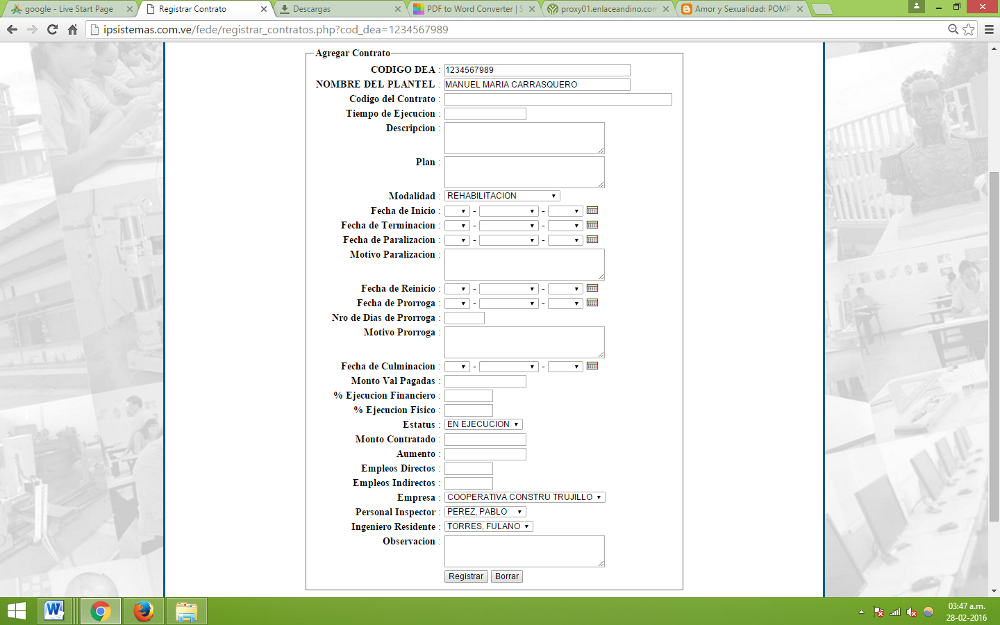 google - Live Start Page
Registrar Contrato
Descargas
PDF to Word Converter | S
proxy01.enlaceandino.com
Amor y Sexualidad: POMP
ipsistemas.com.ve/fede/registrar_contratos.php?cod_dea=1234567989
Agregar Contrato
CODIGO DEA : 1234567989
NOMBRE DEL PLANTEL : MANUEL MARIA CARRASQUERO
Codigo del Contrato :
Tiempo de Ejecucion :
Descripcion :
Plan :
Modalidad : REHABILITACION
Fecha de Inicio : - -
Fecha de Terminacion : - -
Fecha de Paralizacion : - -
Motivo Paralizacion :
Fecha de Reinicio : - -
Fecha de Prorroga : - -
Nro de Dias de Prorroga :
Motivo Prorroga :
Fecha de Culminacion : - -
Monto Val Pagadas :
% Ejecucion Financiero :
% Ejecucion Fisico :
Estatus : EN EJECUCION
Monto Contratado :
Aumento :
Empleos Directos :
Empleos Indirectos :
Empresa : COOPERATIVA CONSTRU TRUJILLO
Personal Inspector : PEREZ, PABLO
Ingeniero Residente : TORRES, FULANO
Observacion :
Registrar Borrar
03:47 a.m.
28-02-2016